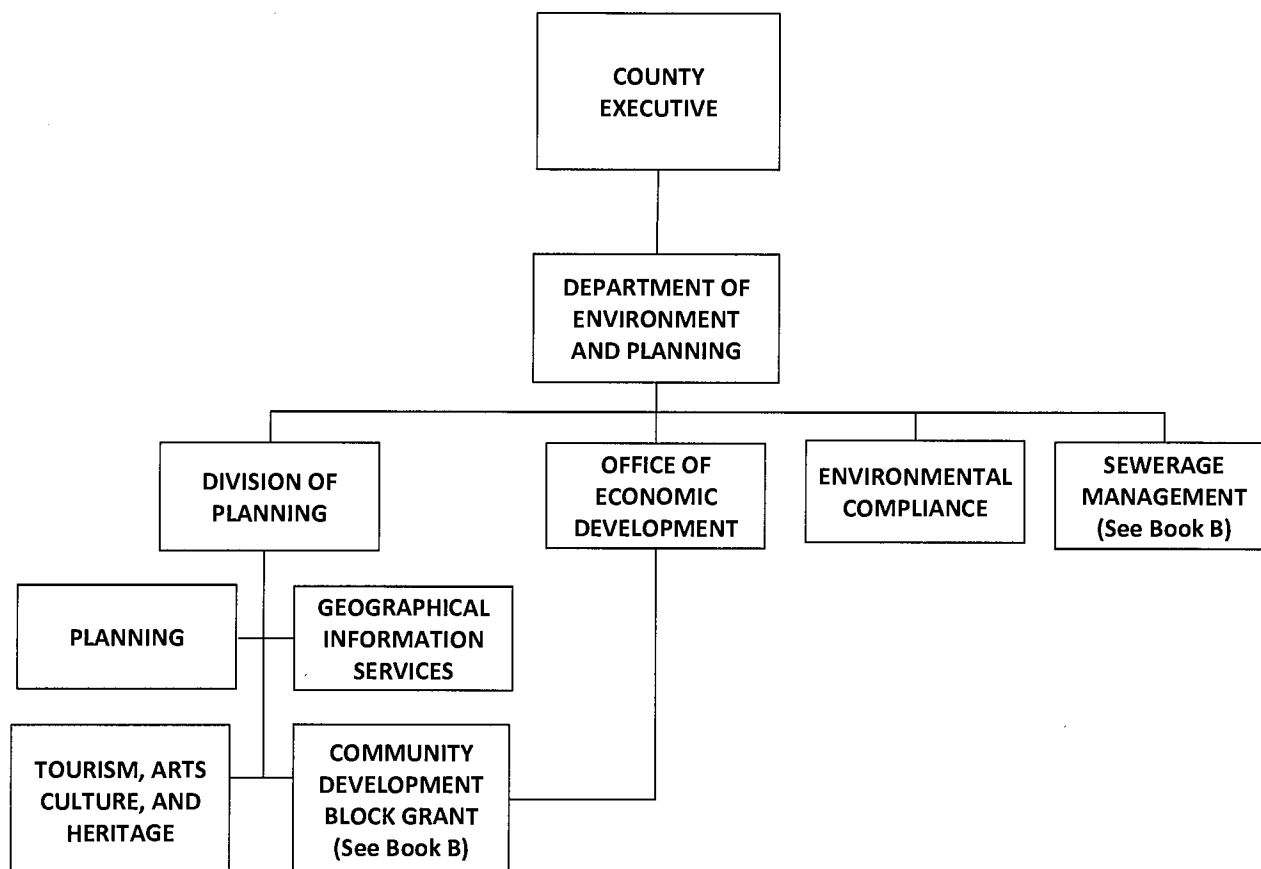 COUNTY
EXECUTIVE
DEPARTMENT OF
ENVIRONMENT
AND PLANNING
DIVISION OF
PLANNING
OFFICE OF
ECONOMIC
DEVELOPMENT
ENVIRONMENTAL
COMPLIANCE
SEWERAGE
MANAGEMENT
(See Book B)
PLANNING
GEOGRAPHICAL
INFORMATION
SERVICES
TOURISM, ARTS
CULTURE, AND
HERITAGE
COMMUNITY
DEVELOPMENT
BLOCK GRANT
(See Book B)